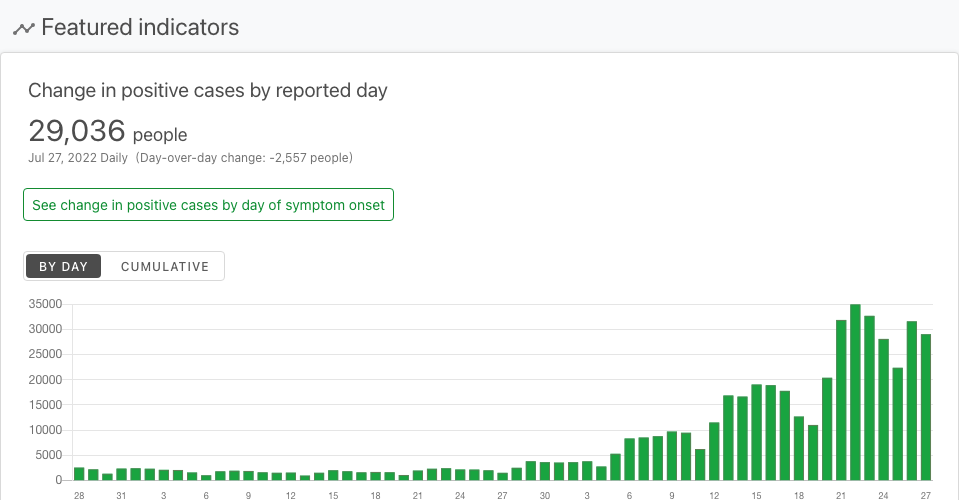 Featured indicators
Change in positive cases by reported day
29,036 people
Jul 27, 2022 Daily (Day-over-day change: -2,557 people)
See change in positive cases by day of symptom onset
BY DAY CUMULATIVE
35000
30000
25000
20000
15000
10000
5000
0
28 31 3 6 9 12 15 18 21 24 27 30 3 6 9 12 15 18 21 24 27